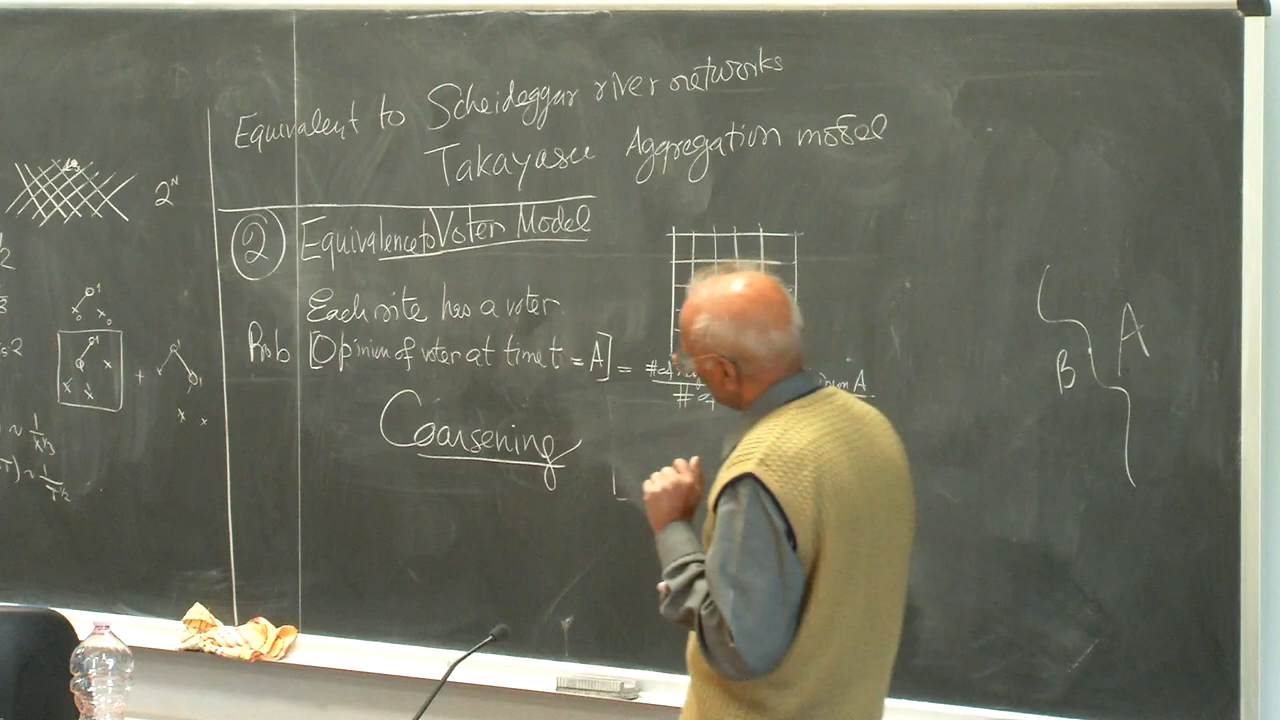 Equivalent to Scheideggar river networks
Takayasu Aggregation model
2^N
② Equivalence to Voter Model
Each site has a voter.
Prob [Opinion of voter at time t = A] =
A
# of
B
A
Coarsening